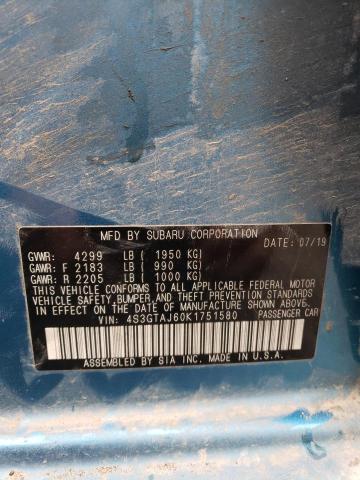 MFD BY SUBARU CORPORATION
DATE: 07/19
GVWR: 4299 LB ( 1950 KG)
GAWR: F 2183 LB ( 990 KG)
GAWR: R 2205 LB ( 1000 KG)
THIS VEHICLE CONFORMS TO ALL APPLICABLE FEDERAL MOTOR
VEHICLE SAFETY, BUMPER, AND THEFT PREVENTION STANDARDS
IN EFFECT ON THE DATE OF MANUFACTURE SHOWN ABOVE.
VIN: 4S3GTAJ60K1751580 PASSENGER CAR
ASSEMBLED BY SIA INC. MADE IN U.S.A.